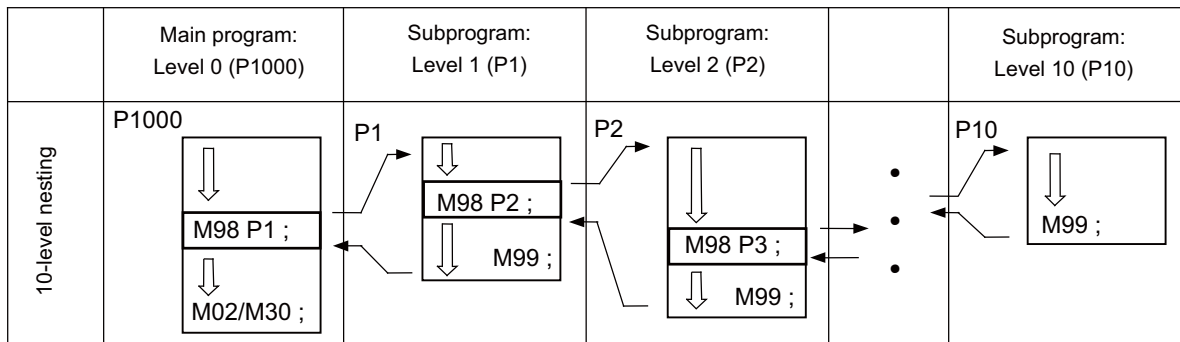 Main program:
Level 0 (P1000)
Subprogram:
Level 1 (P1)
Subprogram:
Level 2 (P2)
Subprogram:
Level 10 (P10)
10-level nesting
P1000
M98 P1 ;
M02/M30 ;
P1
M98 P2 ;
M99 ;
P2
M98 P3 ;
M99 ;
P10
M99 ;